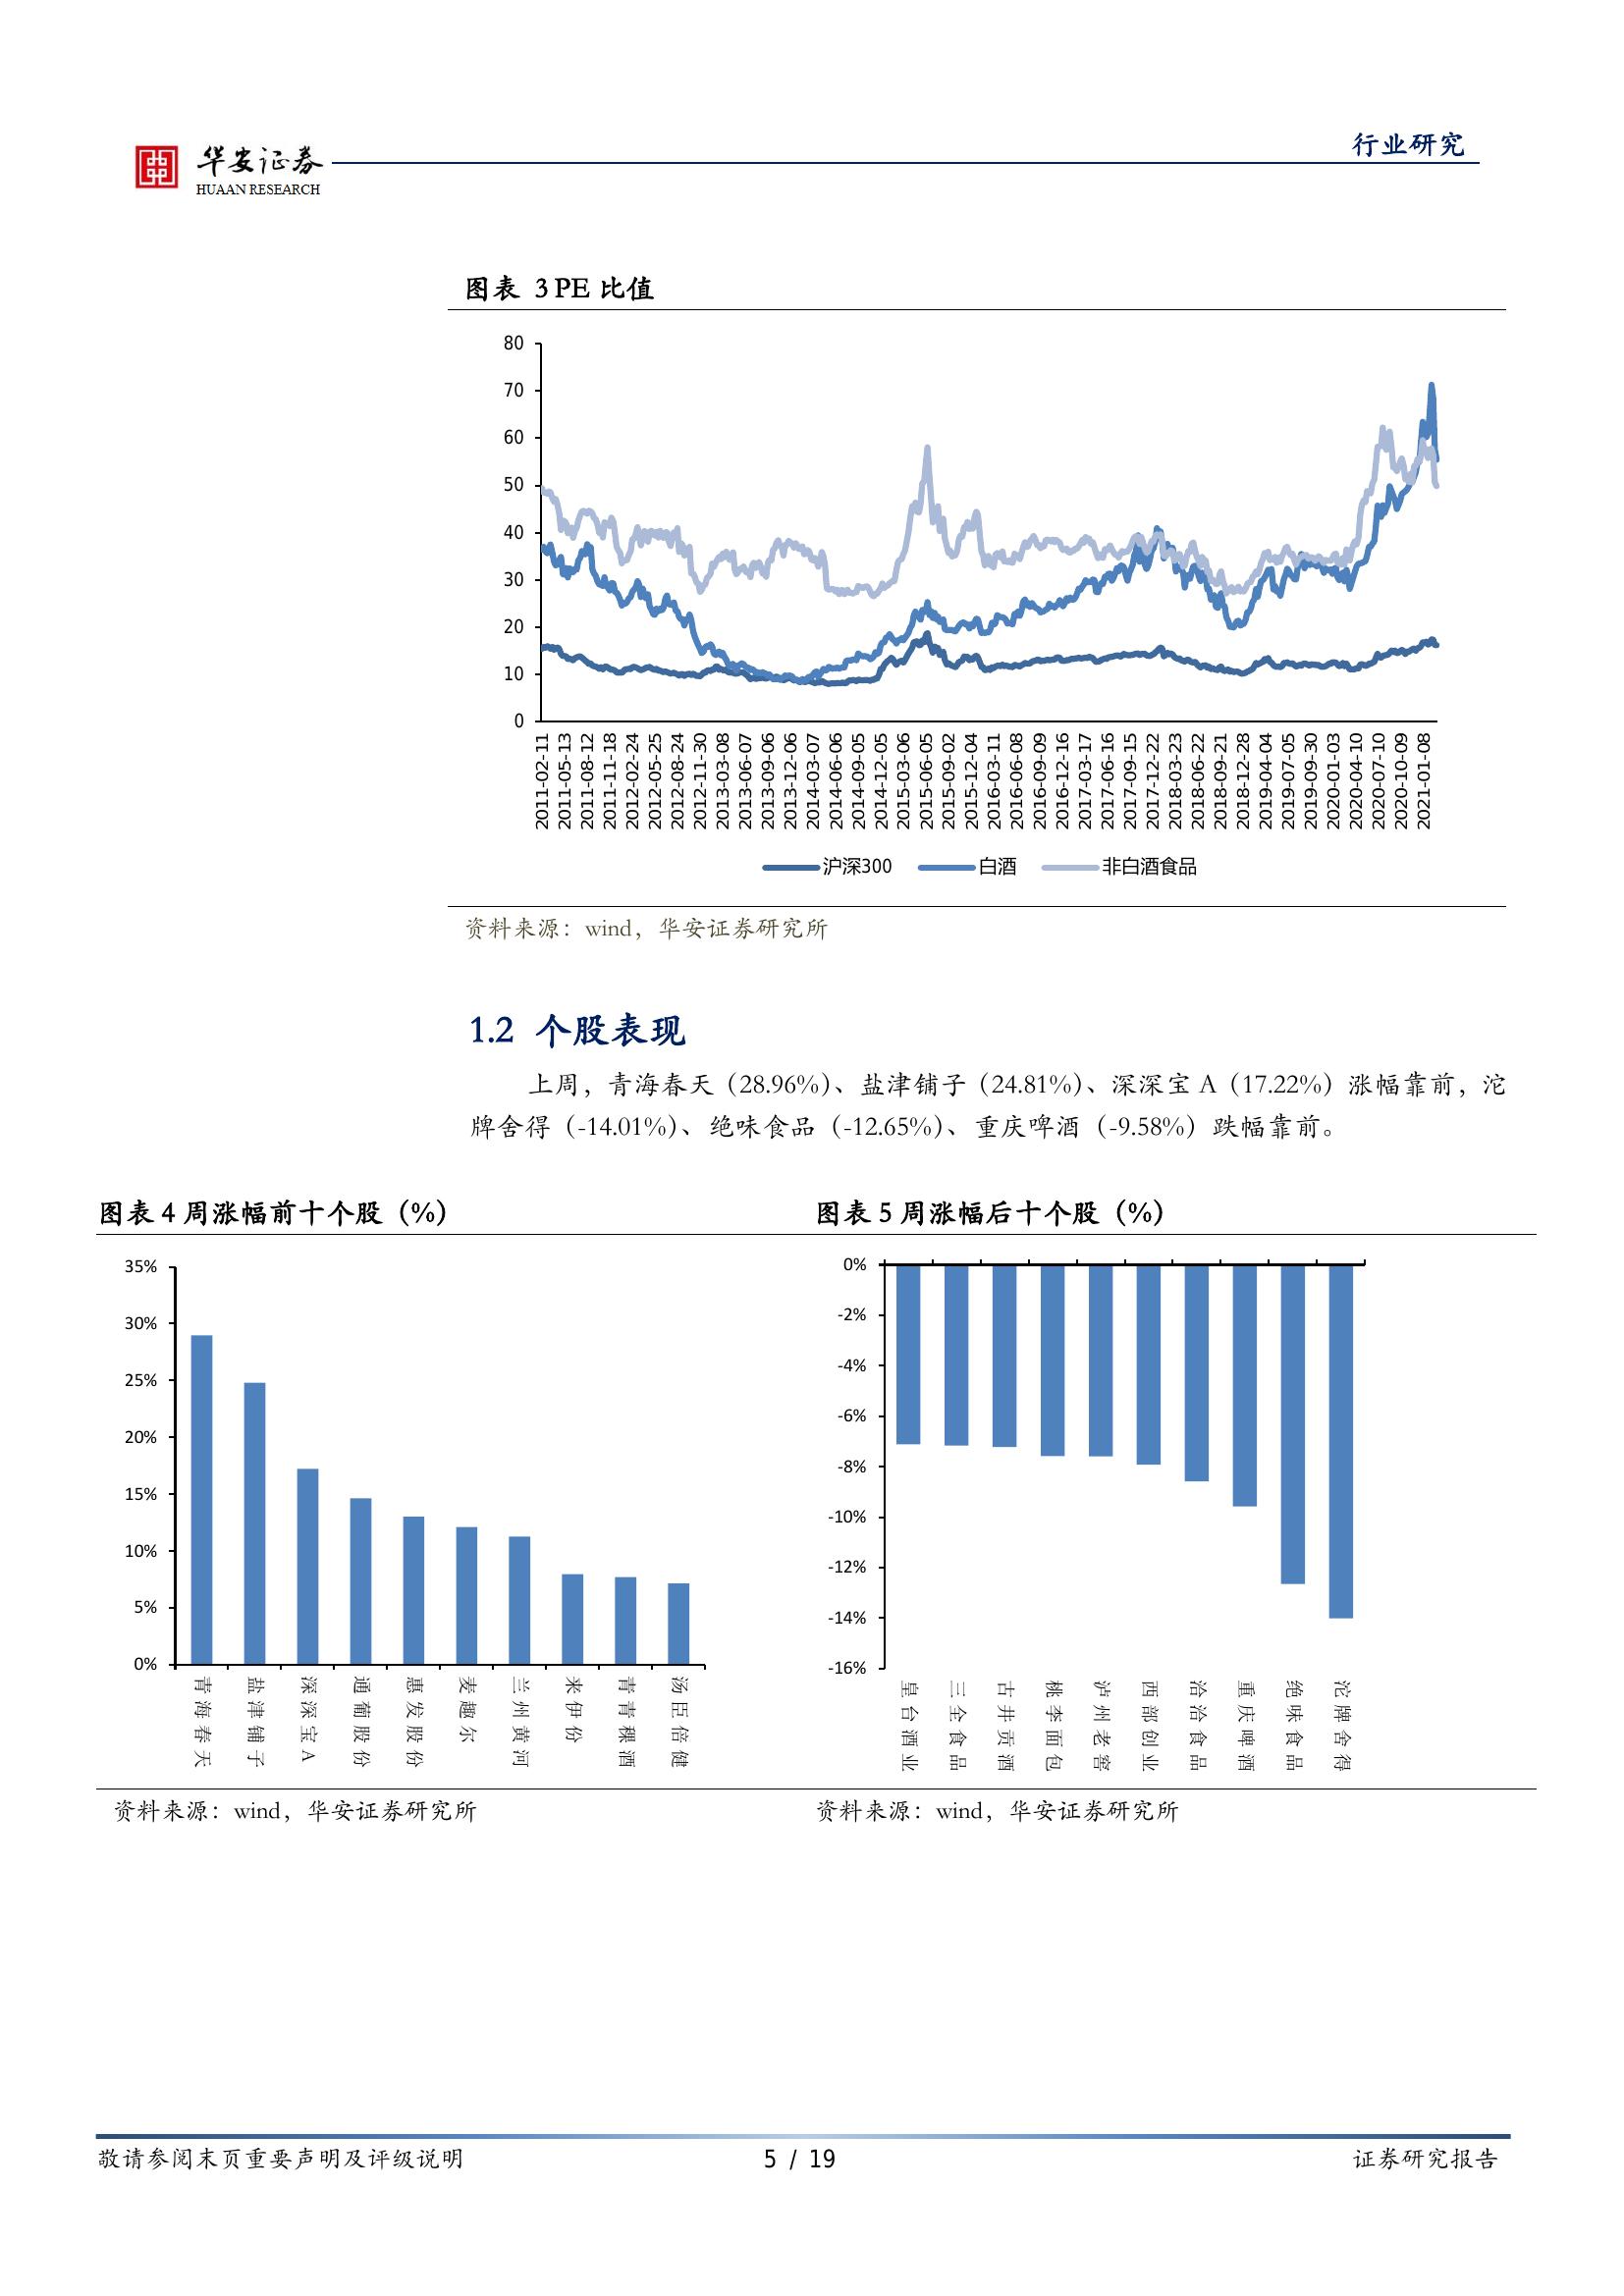 华安证券
HUAAN RESEARCH
行业研究
图表 3 PE 比值
80
70
60
50
40
30
20
10
0
2011-02-11
2011-05-13
2011-08-12
2011-11-18
2012-02-24
2012-05-25
2012-08-24
2012-11-30
2013-03-08
2013-06-07
2013-09-06
2013-12-06
2014-03-07
2014-06-06
2014-09-05
2014-12-05
2015-03-06
2015-06-05
2015-09-02
2015-12-04
2016-03-11
2016-06-08
2016-09-09
2016-12-16
2017-03-17
2017-06-16
2017-09-15
2017-12-22
2018-03-23
2018-06-22
2018-09-21
2018-12-28
2019-04-04
2019-07-05
2019-09-30
2020-01-03
2020-04-10
2020-07-10
2020-10-09
2021-01-08
沪深300 白酒 非白酒食品
资料来源：wind，华安证券研究所
1.2 个股表现
上周，青海春天（28.96%）、盐津铺子（24.81%）、深深宝 A（17.22%）涨幅靠前，沱
牌舍得（-14.01%）、绝味食品（-12.65%）、重庆啤酒（-9.58%）跌幅靠前。
图表 4 周涨幅前十个股（%）
35%
30%
25%
20%
15%
10%
5%
0%
青海春天
盐津铺子
深深宝A
通葡股份
惠发股份
麦趣尔
兰州黄河
来伊份
青青稞酒
汤臣倍健
资料来源：wind，华安证券研究所
图表 5 周涨幅后十个股（%）
0%
-2%
-4%
-6%
-8%
-10%
-12%
-14%
-16%
皇台酒业
三全食品
古井贡酒
桃李面包
泸州老窖
西部创业
洽洽食品
重庆啤酒
绝味食品
沱牌舍得
资料来源：wind，华安证券研究所
敬请参阅末页重要声明及评级说明
5 / 19
证券研究报告